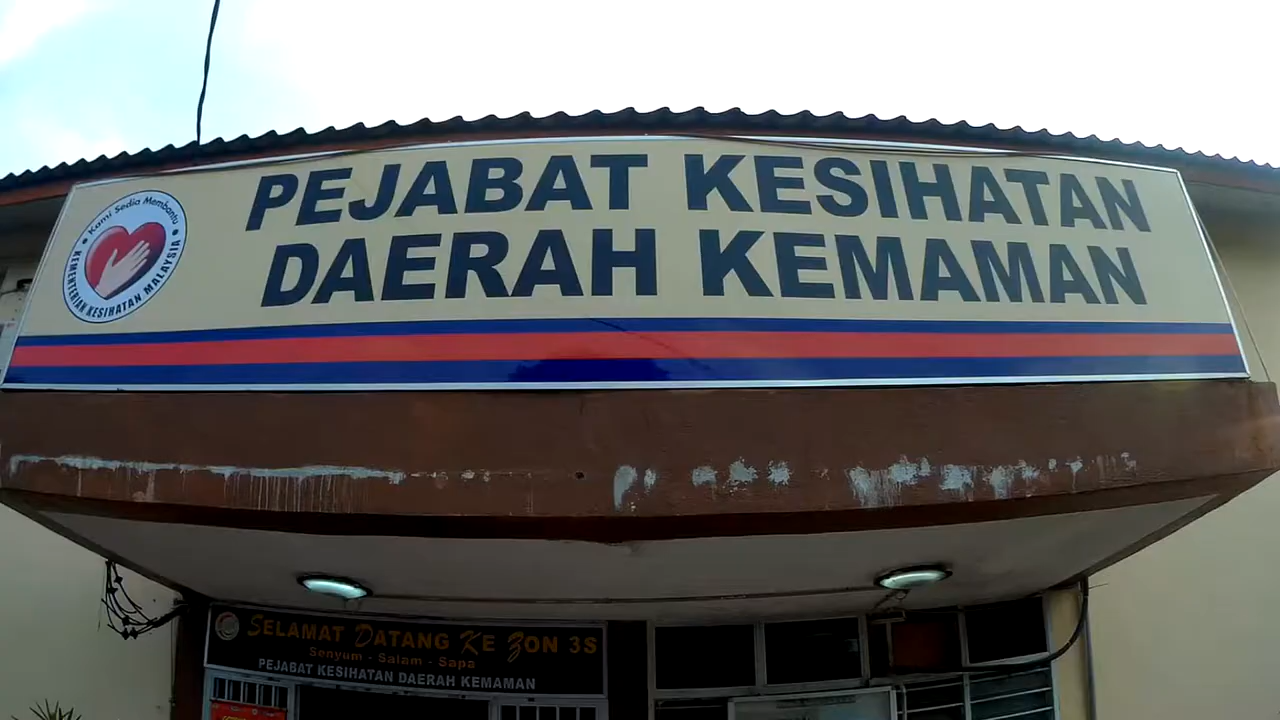 PEJABAT KESIHATAN
DAERAH KEMAMAN
Kami Sedia Membantu
KEMENTERIAN KESIHATAN MALAYSIA
SELAMAT DATANG KE ZON 3S
Senyum - Salam - Sapa
PEJABAT KESIHATAN DAERAH KEMAMAN